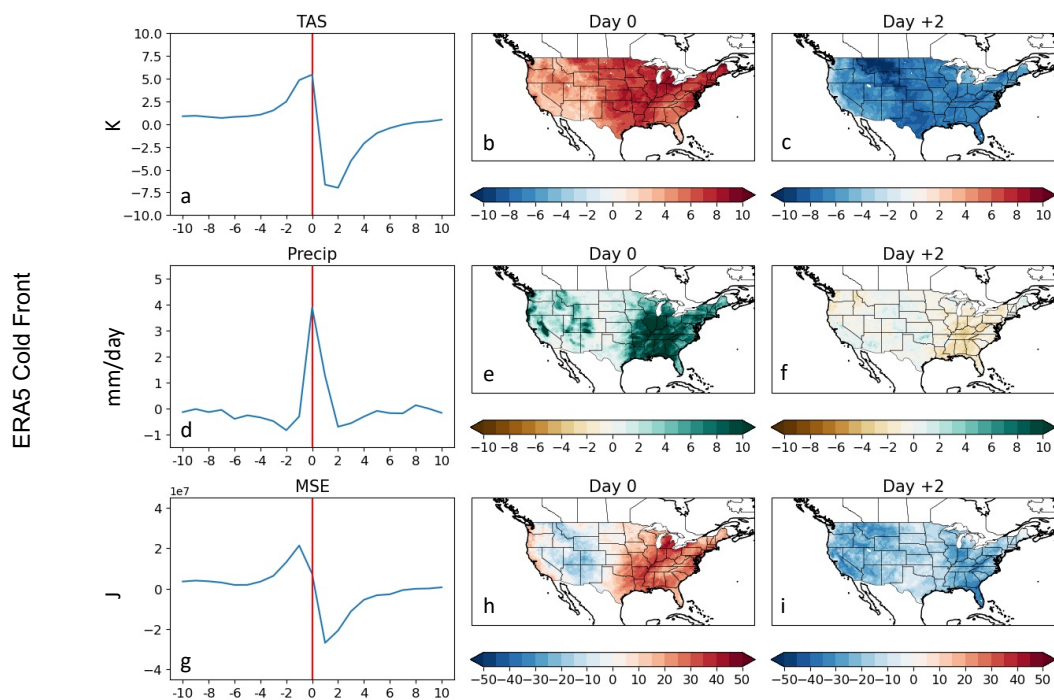 ERA5 Cold Front
TAS
K
10.0
7.5
5.0
2.5
0.0
−2.5
−5.0
−7.5
−10.0
a
-10 -8 -6 -4 -2 0 2 4 6 8 10
Day 0
b
−10 −8 −6 −4 −2 0 2 4 6 8 10
Day +2
c
−10 −8 −6 −4 −2 0 2 4 6 8 10
Precip
mm/day
5
4
3
2
1
0
−1
d
-10 -8 -6 -4 -2 0 2 4 6 8 10
Day 0
e
−10 −8 −6 −4 −2 0 2 4 6 8 10
Day +2
f
−10 −8 −6 −4 −2 0 2 4 6 8 10
MSE
1e7
J
4
2
0
−2
−4
g
-10 -8 -6 -4 -2 0 2 4 6 8 10
Day 0
h
−50 −40 −30 −20 −10 0 10 20 30 40 50
Day +2
i
−50 −40 −30 −20 −10 0 10 20 30 40 50